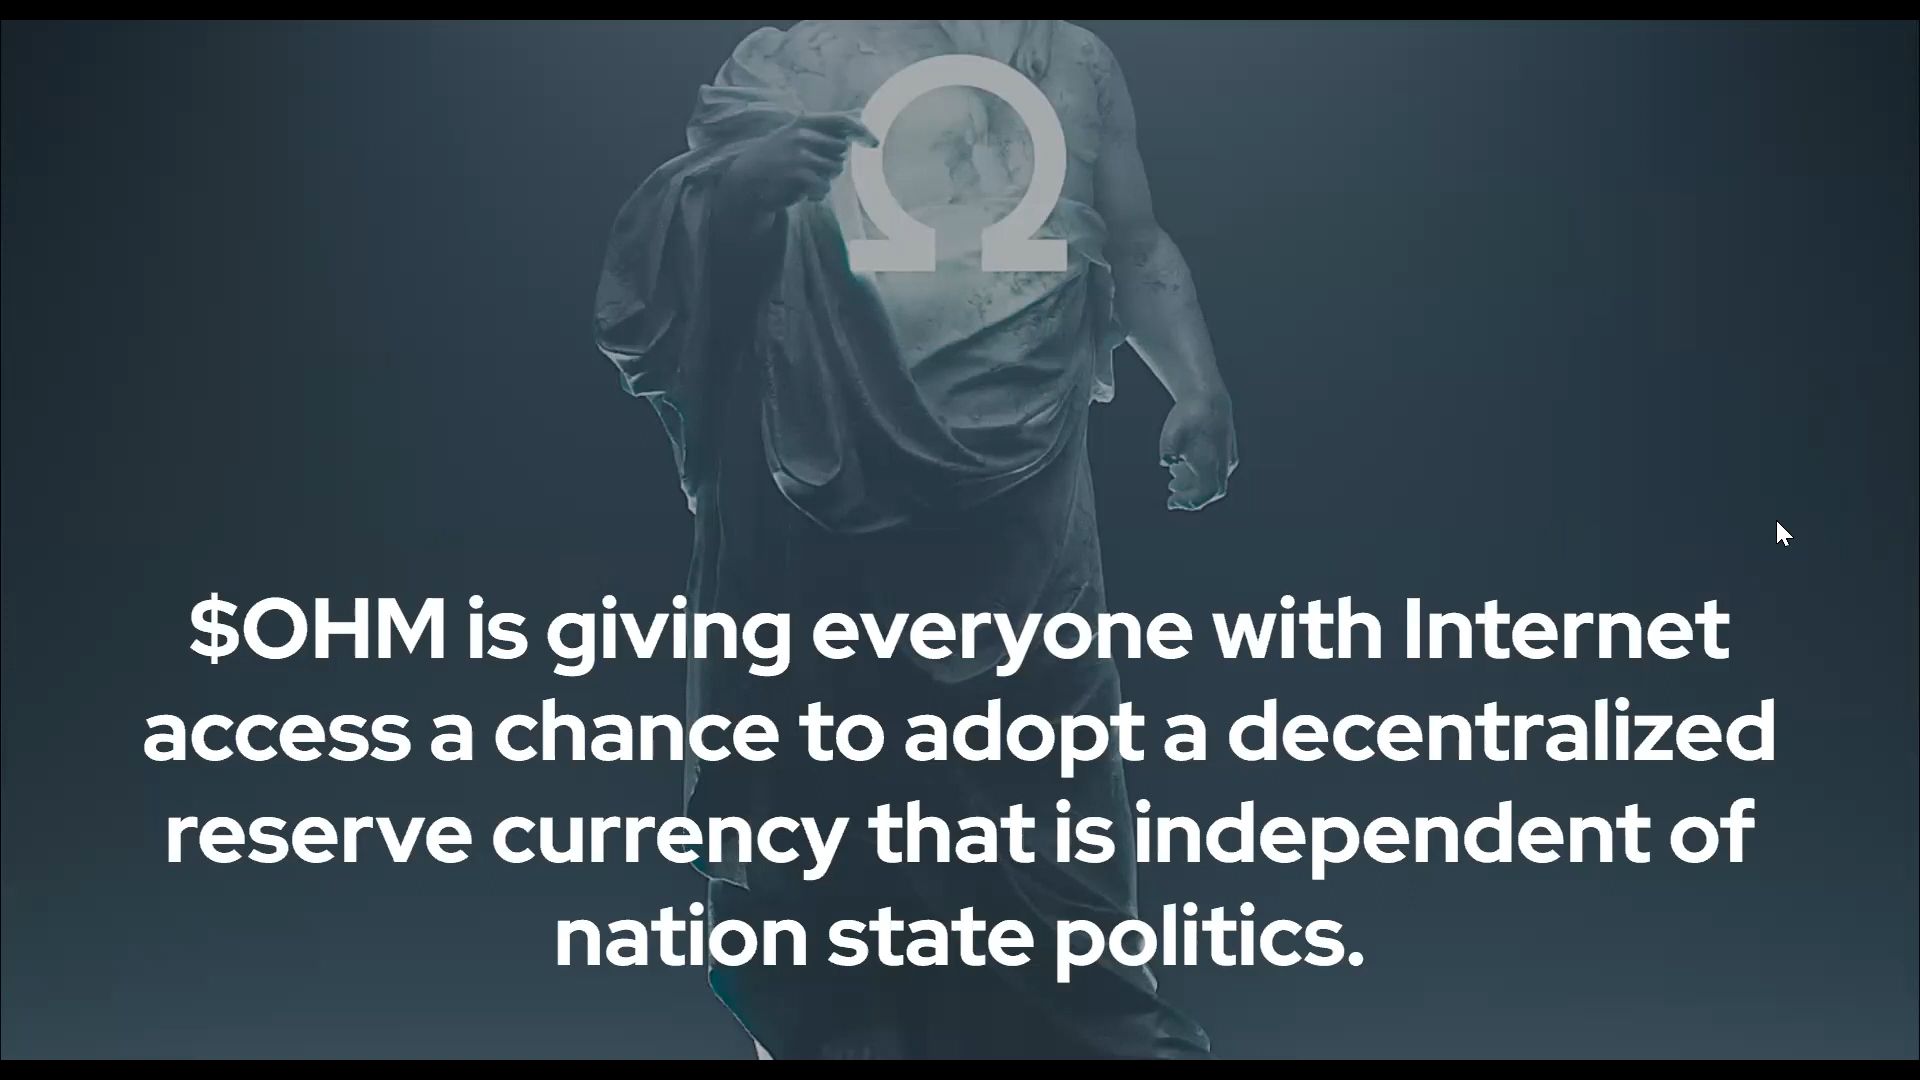 Ω
$OHM is giving everyone with Internet
access a chance to adopt a decentralized
reserve currency that is independent of
nation state politics.